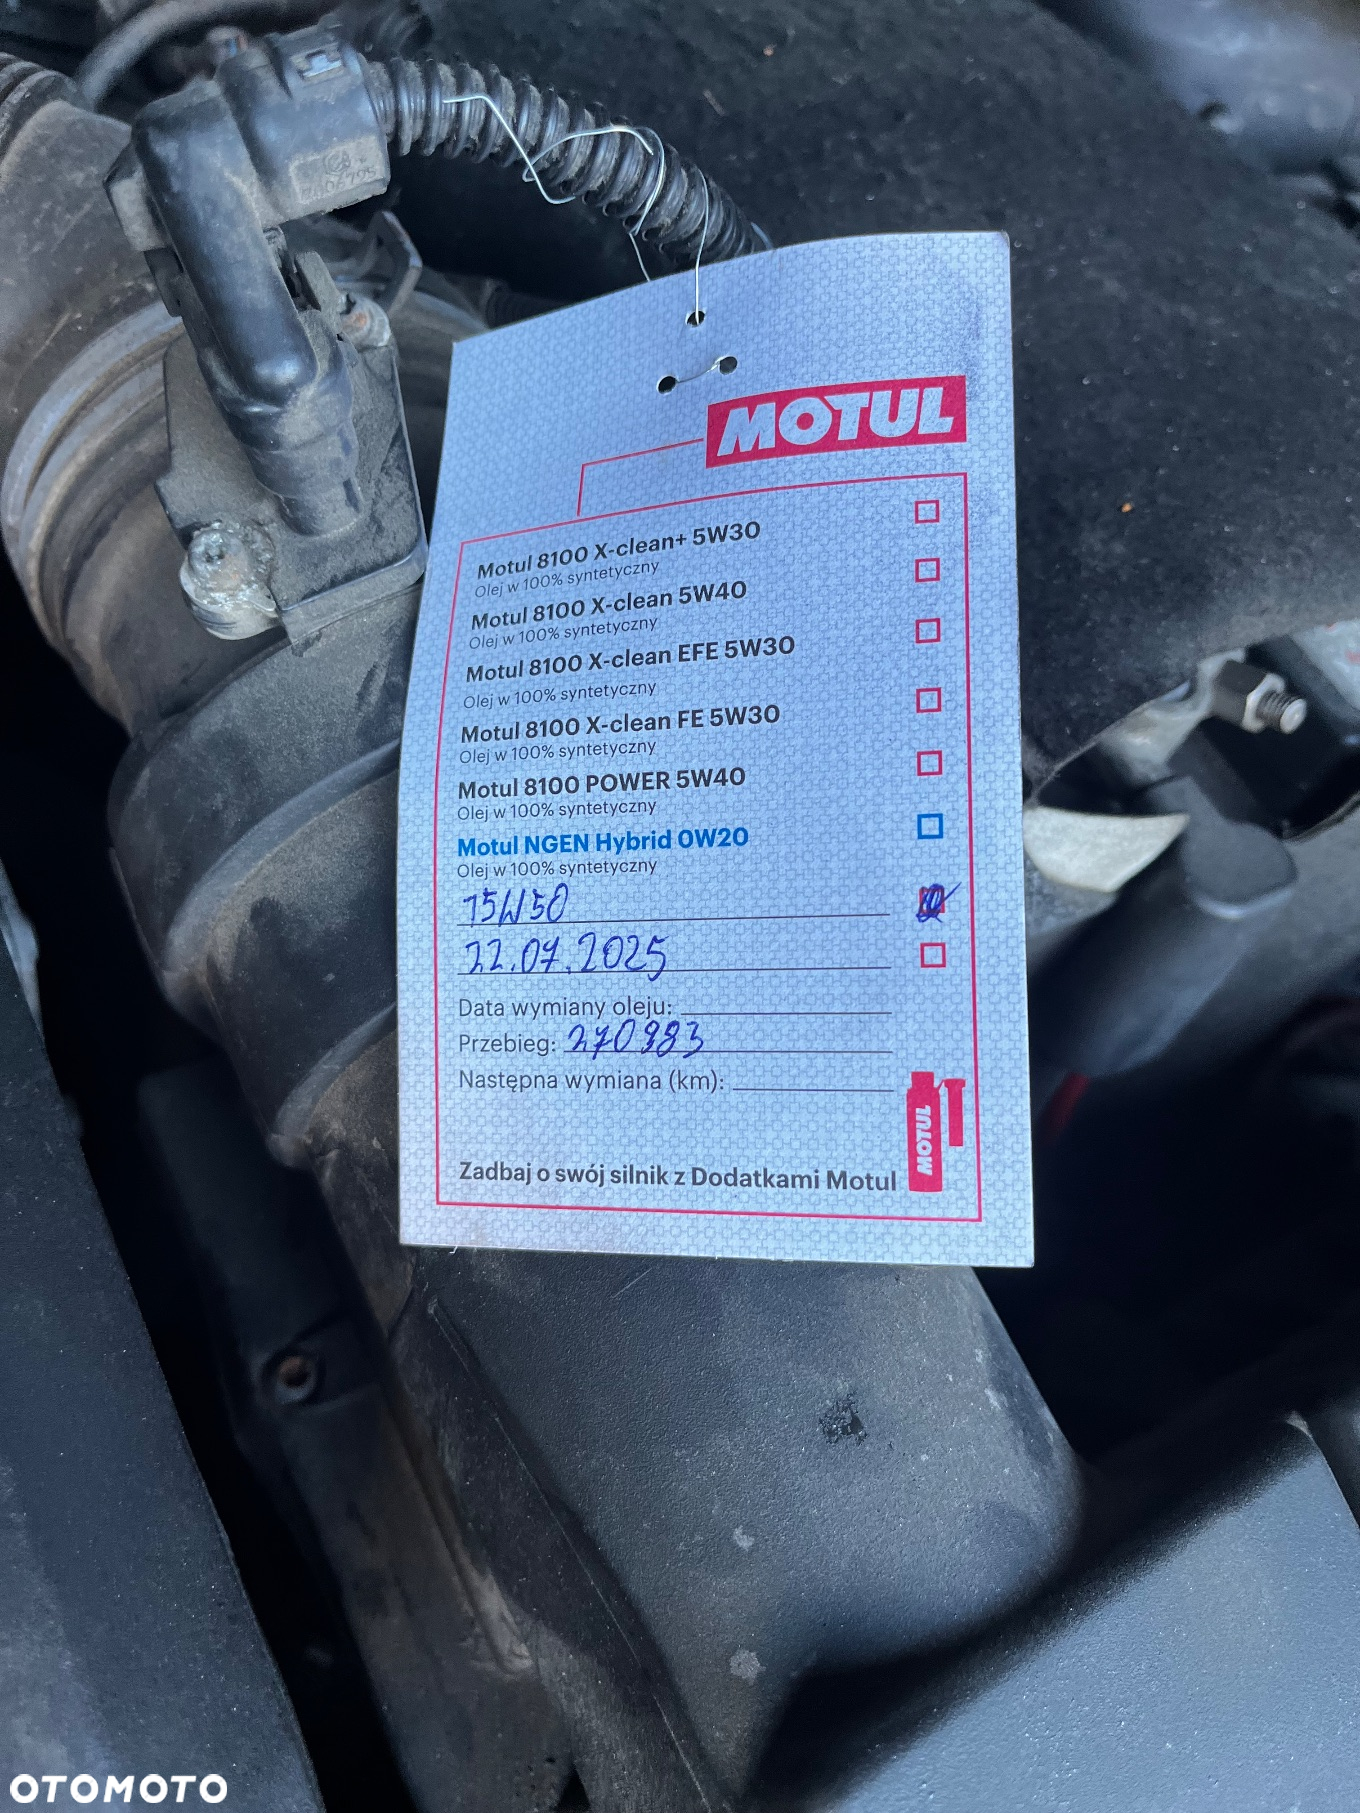 MOTUL
Motul 8100 X-clean+ 5W30
Olej w 100% syntetyczny
Motul 8100 X-clean 5W40
Olej w 100% syntetyczny
Motul 8100 X-clean EFE 5W30
Olej w 100% syntetyczny
Motul 8100 X-clean FE 5W30
Olej w 100% syntetyczny
Motul 8100 POWER 5W40
Olej w 100% syntetyczny
Motul NGEN Hybrid 0W20
Olej w 100% syntetyczny
15W50
22.07.2025
Data wymiany oleju:
Przebieg: 270983
Następna wymiana (km):
MOTUL
Zadbaj o swój silnik z Dodatkami Motul
OTOMOTO